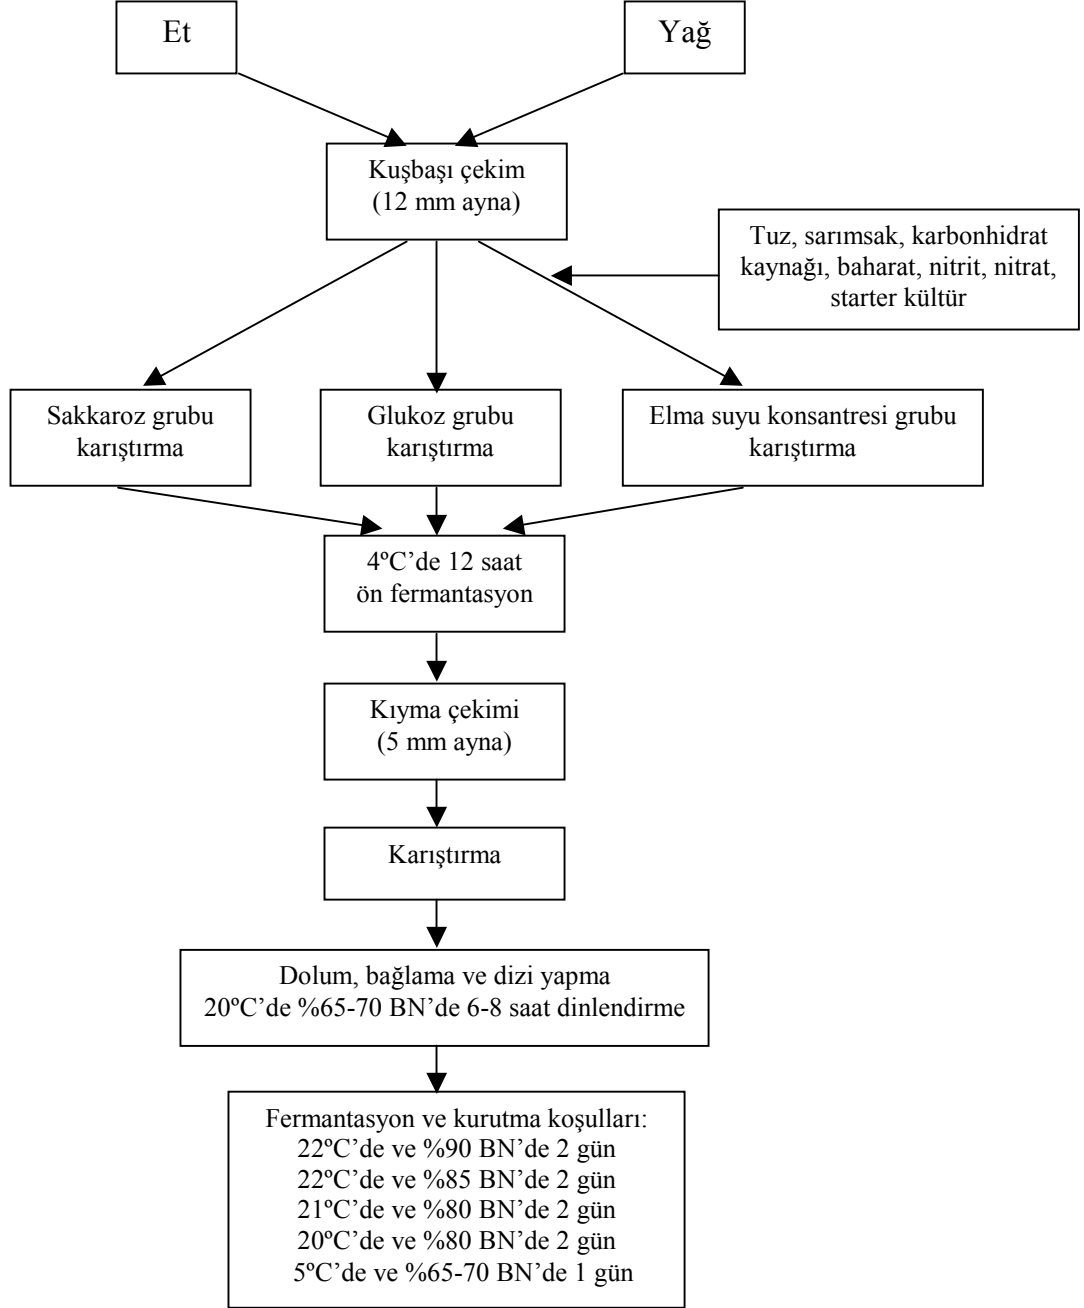 Et
Yağ
Kuşbaşı çekim
(12 mm ayna)
Tuz, sarımsak, karbonhidrat
kaynağı, baharat, nitrit, nitrat,
starter kültür
Sakkaroz grubu
karıştırma
Glukoz grubu
karıştırma
Elma suyu konsantresi grubu
karıştırma
4ºC’de 12 saat
ön fermantasyon
Kıyma çekimi
(5 mm ayna)
Karıştırma
Dolum, bağlama ve dizi yapma
20ºC’de %65-70 BN’de 6-8 saat dinlendirme
Fermantasyon ve kurutma koşulları:
22ºC’de ve %90 BN’de 2 gün
22ºC’de ve %85 BN’de 2 gün
21ºC’de ve %80 BN’de 2 gün
20ºC’de ve %80 BN’de 2 gün
5ºC’de ve %65-70 BN’de 1 gün